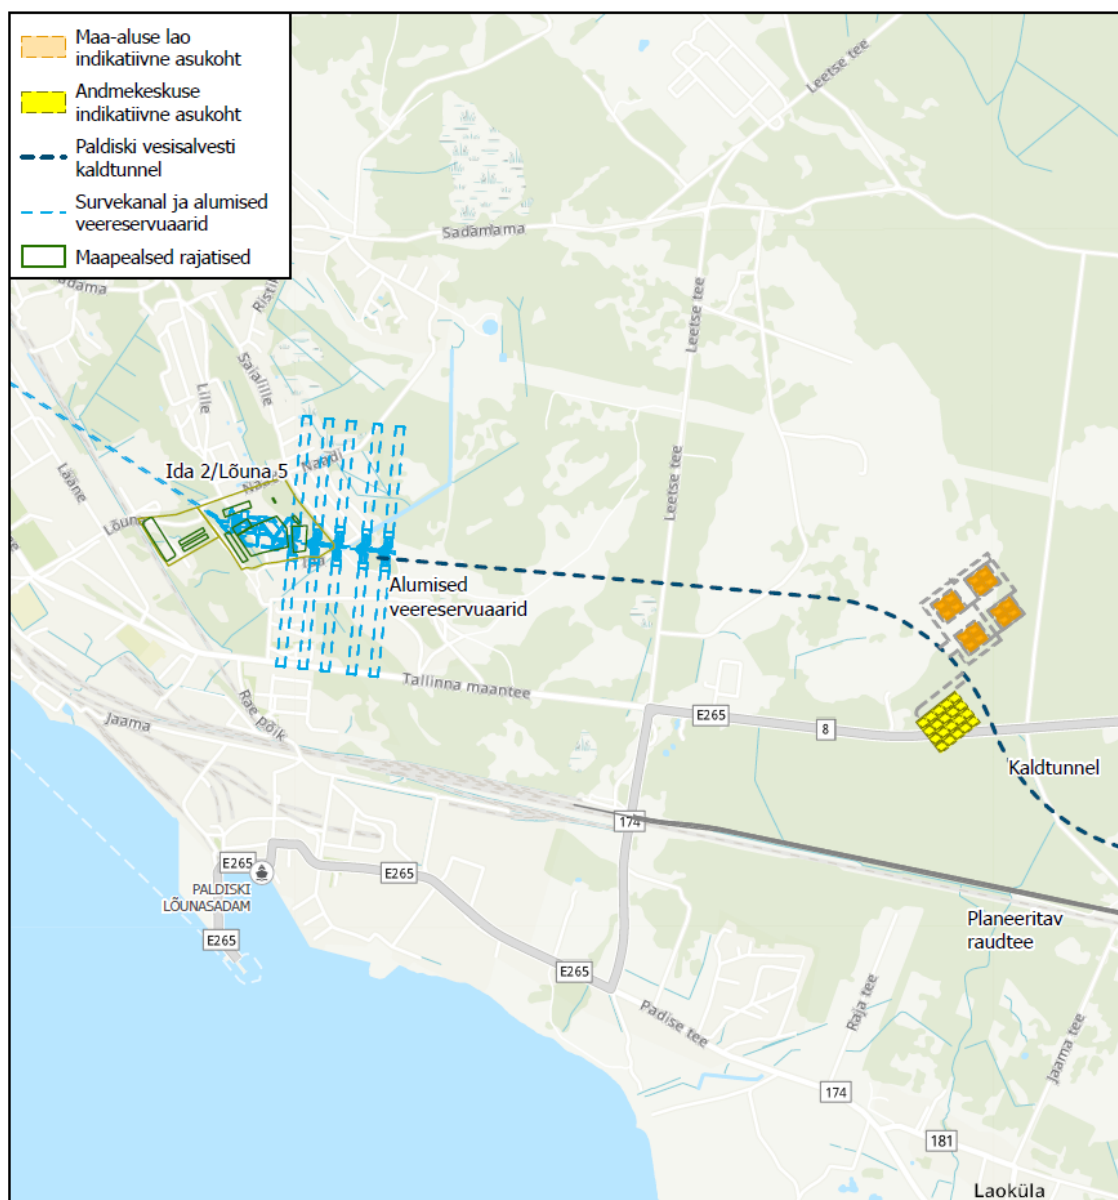 Maa-aluse lao
indikatiivne asukoht
Andmekeskuse
indikatiivne asukoht
Paldiski vesisalvesti
kaldtunnel
Survekanal ja alumised
veereservuaarid
Maapealsed rajatised
Leetse tee
Sadamama
adama
Ristik
Leetse tee
Saialille
Lille
Leetse tee
Ida 2/Lõuna 5
Naadi
Lääne
Lõuna
Alumised
veereservuaarid
Tallinna maantee
Rae põik
Jaama
E265
8
Kaldtunnel
174
E265
E265
PALDISKI
LÕUNASADAM
E265
Planeeritav
raudtee
E265
Padise tee
Raja tee
Jaama tee
174
181
Laoküla